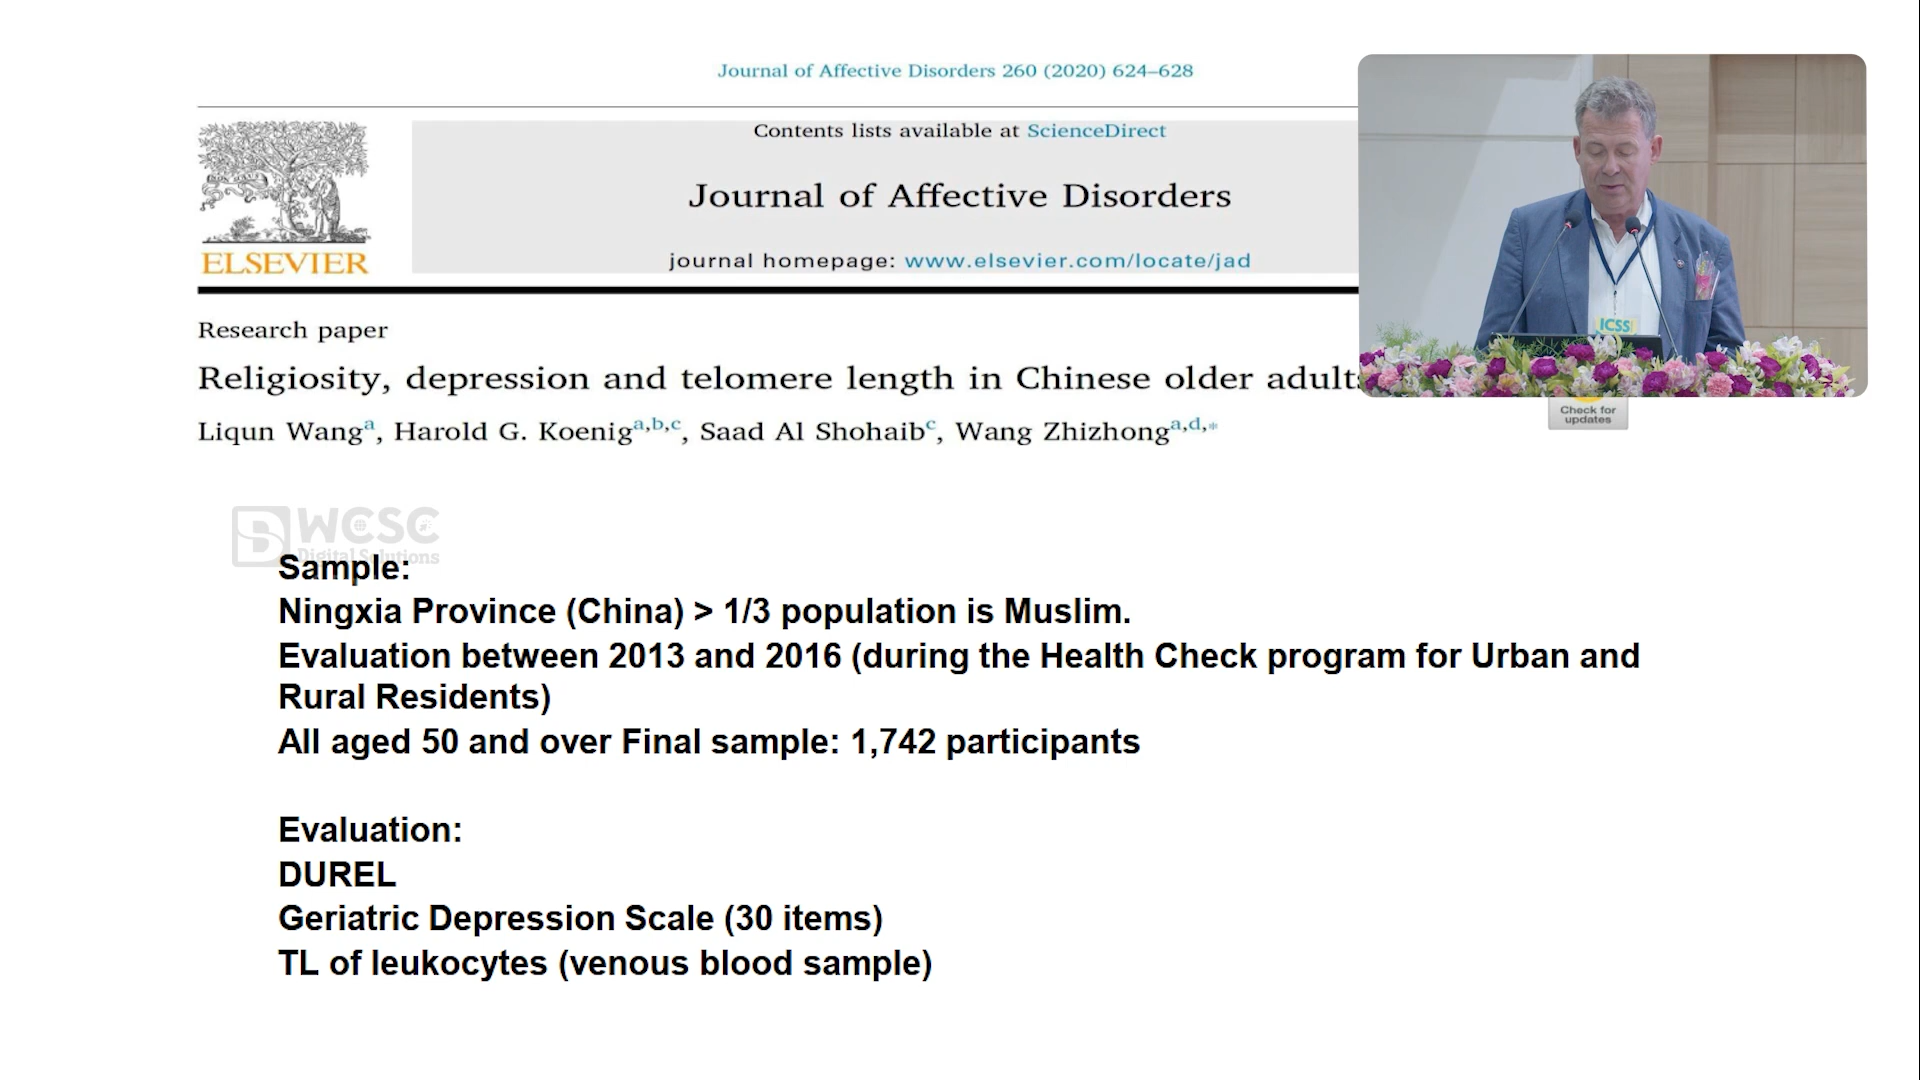 Journal of Affective Disorders 260 (2020) 624–628
Contents lists available at ScienceDirect
Journal of Affective Disorders
journal homepage: www.elsevier.com/locate/jad
ELSEVIER
Research paper
Religiosity, depression and telomere length in Chinese older adults
Check for
updates
Liqun Wangᵃ, Harold G. Koenigᵃ,ᵇ,ᶜ, Saad Al Shohaibᶜ, Wang Zhizhongᵃ,ᵈ,*
ICSS
WCSC
Digital Solutions
Sample:
Ningxia Province (China) > 1/3 population is Muslim.
Evaluation between 2013 and 2016 (during the Health Check program for Urban and
Rural Residents)
All aged 50 and over Final sample: 1,742 participants
Evaluation:
DUREL
Geriatric Depression Scale (30 items)
TL of leukocytes (venous blood sample)